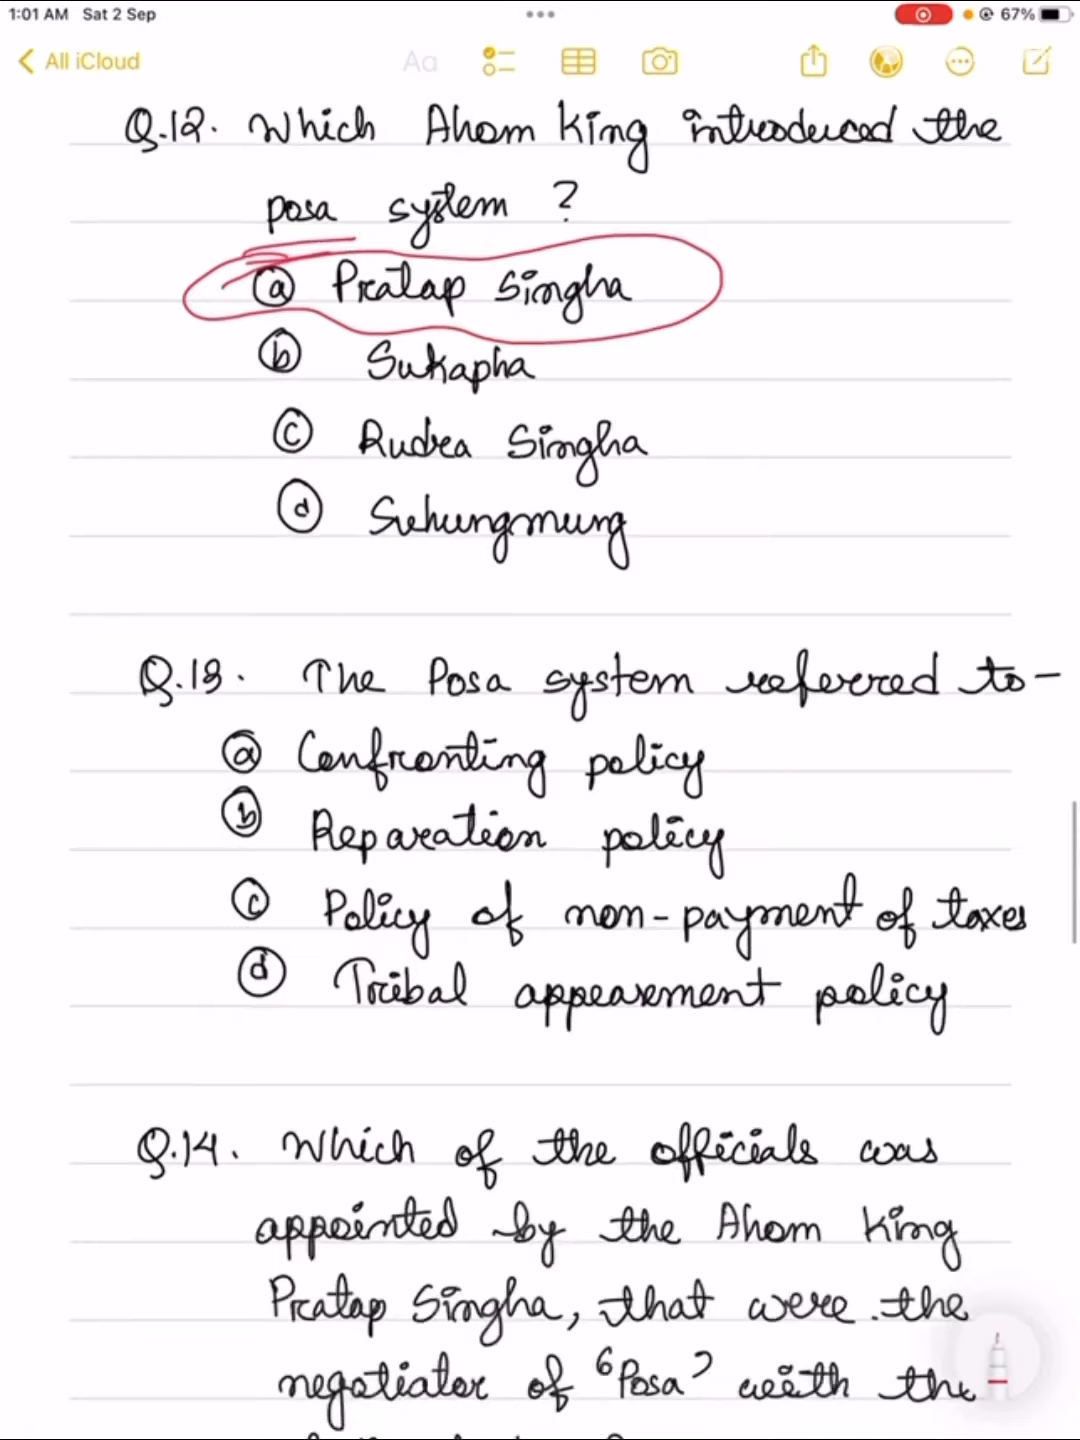 1:01 AM Sat 2 Sep
67%
All iCloud
Aa
Q.12. Which Ahom King introduced the
posa system ?
(a) Pratap Singha
(b) Sukapha
(c) Rudra Singha
(d) Suhungmung
Q.13. The Posa system referred to-
(a) Confronting policy
(b) Reparation policy
(c) Policy of non-payment of taxes
(d) Tribal appeasement policy
Q.14. Which of the officials was
appointed by the Ahom King
Pratap Singha, that were the
negotiator of 'Posa' with the